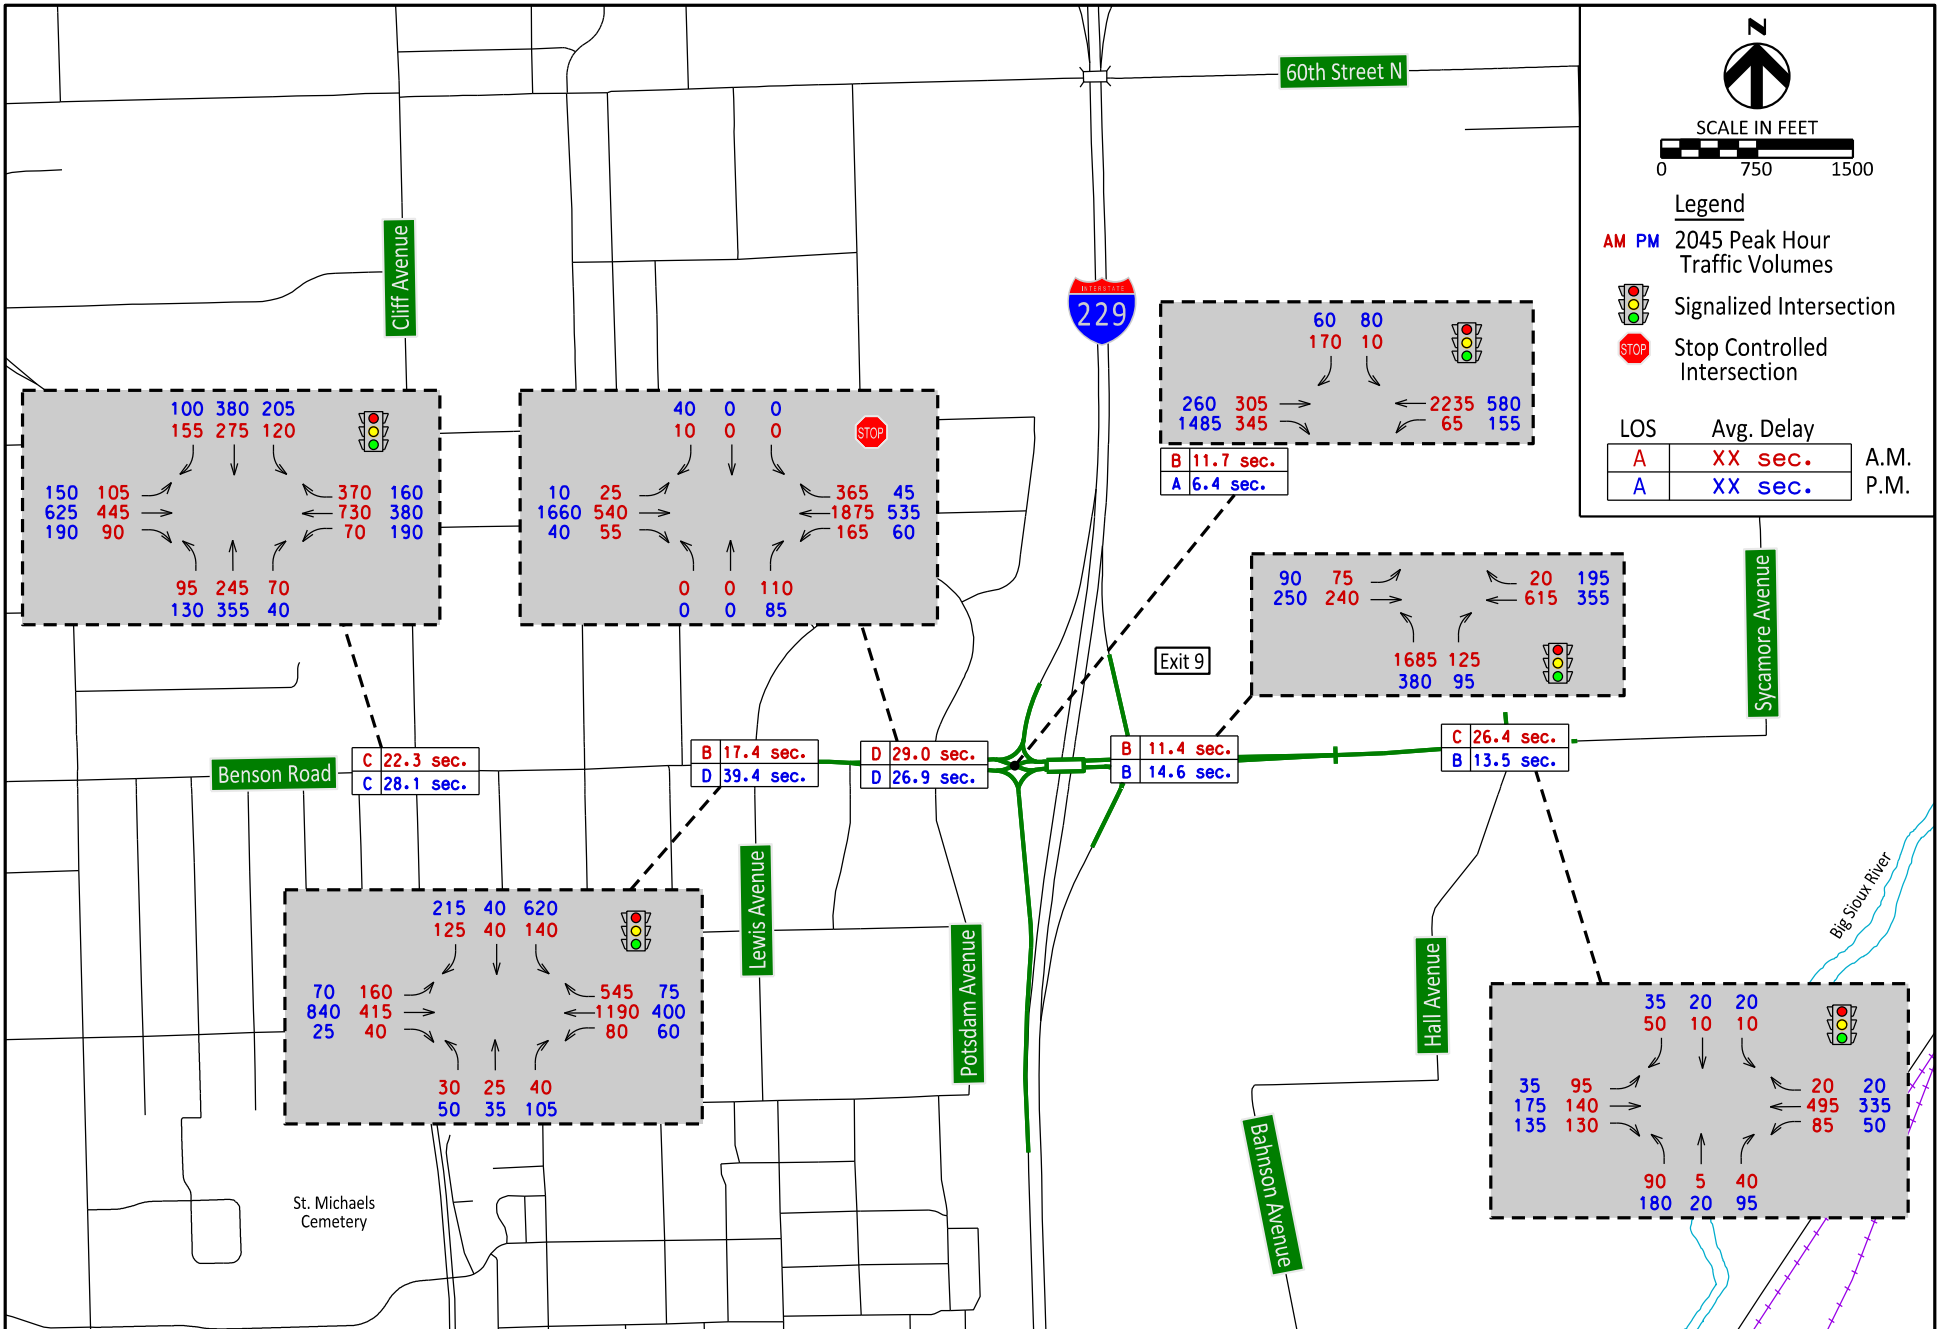 60th Street N
N
SCALE IN FEET
0 750 1500
Legend
AM PM 2045 Peak Hour
Traffic Volumes
Signalized Intersection
STOP Stop Controlled
Intersection
LOS Avg. Delay
A XX sec. A.M.
A XX sec. P.M.
Cliff Avenue
INTERSTATE
229
100 380 205
155 275 120
150 105 370 160
625 445 730 380
190 90 70 190
95 245 70
130 355 40
40 0 0
10 0 0
STOP
10 25 365 45
1660 540 1875 535
40 55 165 60
0 0 110
0 0 85
60 80
170 10
260 305 2235 580
1485 345 65 155
B 11.7 sec.
A 6.4 sec.
90 75 20 195
250 240 615 355
1685 125
380 95
Exit 9
Sycamore Avenue
Benson Road
C 22.3 sec.
C 28.1 sec.
B 17.4 sec.
D 39.4 sec.
D 29.0 sec.
D 26.9 sec.
B 11.4 sec.
B 14.6 sec.
C 26.4 sec.
B 13.5 sec.
Lewis Avenue
Potsdam Avenue
Hall Avenue
Bahnson Avenue
Big Sioux River
215 40 620
125 40 140
70 160 545 75
840 415 1190 400
25 40 80 60
30 25 40
50 35 105
35 20 20
50 10 10
35 95 20 20
175 140 495 335
135 130 85 50
90 5 40
180 20 95
St. Michaels
Cemetery